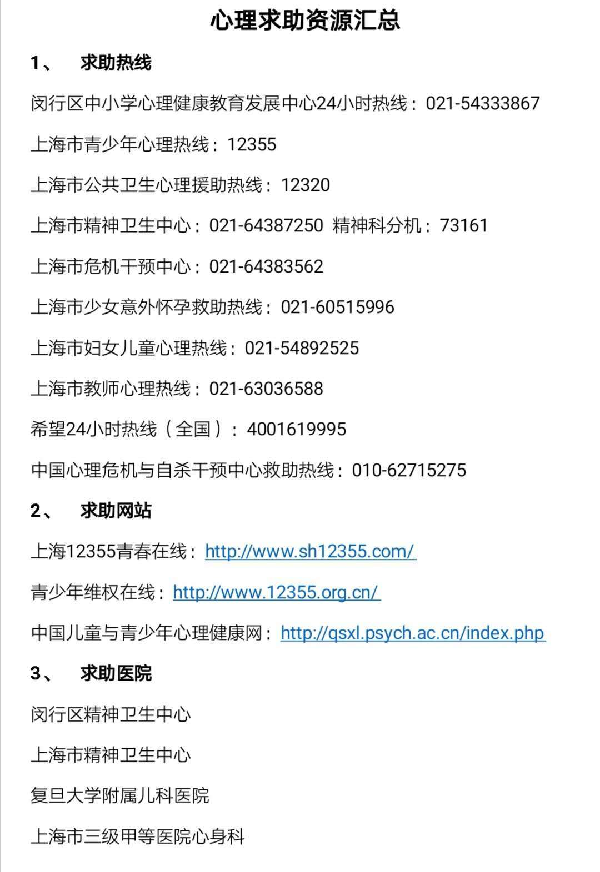 心理求助资源汇总
1、 求助热线
闵行区中小学心理健康教育发展中心24小时热线：021-54333867
上海市青少年心理热线：12355
上海市公共卫生心理援助热线：12320
上海市精神卫生中心：021-64387250 精神科分机：73161
上海市危机干预中心：021-64383562
上海市少女意外怀孕救助热线：021-60515996
上海市妇女儿童心理热线：021-54892525
上海市教师心理热线：021-63036588
希望24小时热线（全国）：4001619995
中国心理危机与自杀干预中心救助热线：010-62715275
2、 求助网站
上海12355青春在线：http://www.sh12355.com/
青少年维权在线：http://www.12355.org.cn/
中国儿童与青少年心理健康网：http://qsxl.psych.ac.cn/index.php
3、 求助医院
闵行区精神卫生中心
上海市精神卫生中心
复旦大学附属儿科医院
上海市三级甲等医院心身科